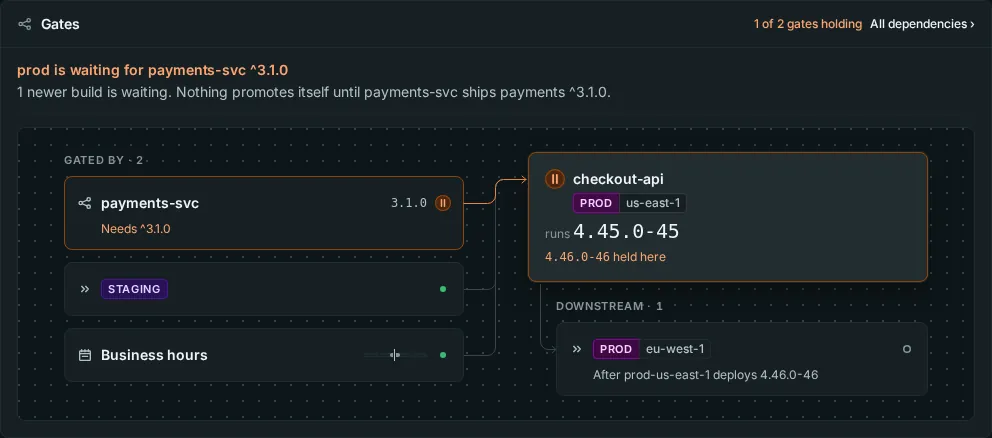 Gates
1 of 2 gates holding All dependencies ›
prod is waiting for payments-svc ^3.1.0
1 newer build is waiting. Nothing promotes itself until payments-svc ships payments ^3.1.0.
GATED BY · 2
payments-svc 3.1.0
Needs ^3.1.0
STAGING
Business hours
checkout-api
PROD us-east-1
runs 4.45.0-45
4.46.0-46 held here
DOWNSTREAM · 1
PROD eu-west-1
After prod-us-east-1 deploys 4.46.0-46